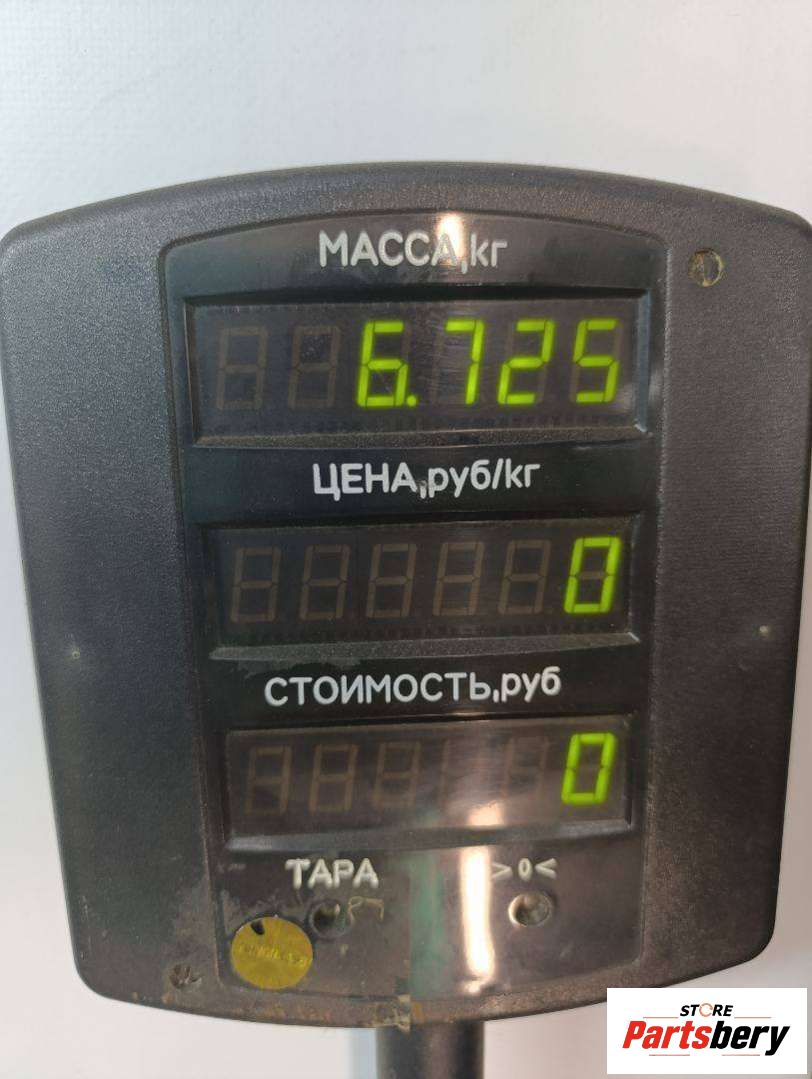 МАССА,кг
6.725
ЦЕНА,руб/кг
0
СТОИМОСТЬ,руб
0
ТАРА >0<
STORE
Partsbery